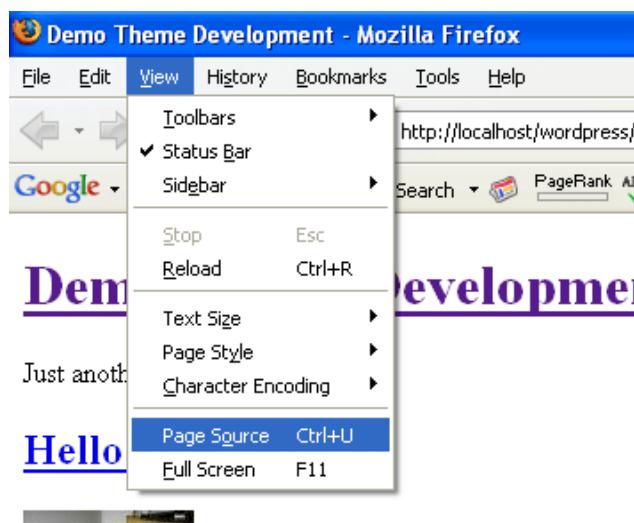 Demo Theme Development - Mozilla Firefox
File Edit View History Bookmarks Tools Help
Toolbars
http://localhost/wordpress/
Status Bar
Google
Sidebar
Search
PageRank
Stop Esc
Reload Ctrl+R
Text Size
Page Style
Just anoth
Character Encoding
Page Source Ctrl+U
Hello
Full Screen F11